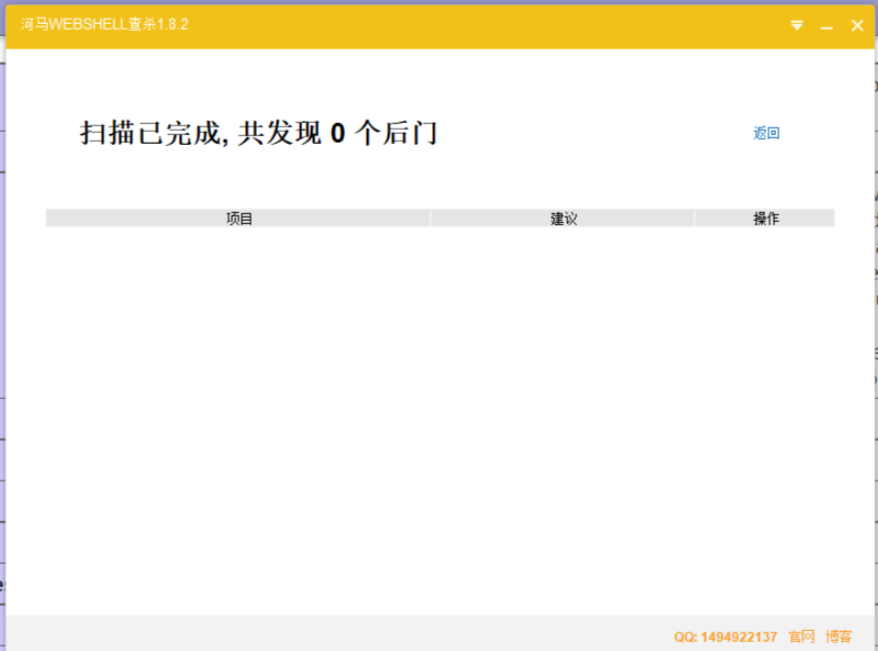 河马WEBSHELL查杀1.8.2
扫描已完成, 共发现 0 个后门
返回
项目 建议 操作
QQ: 1494922137 官网 博客